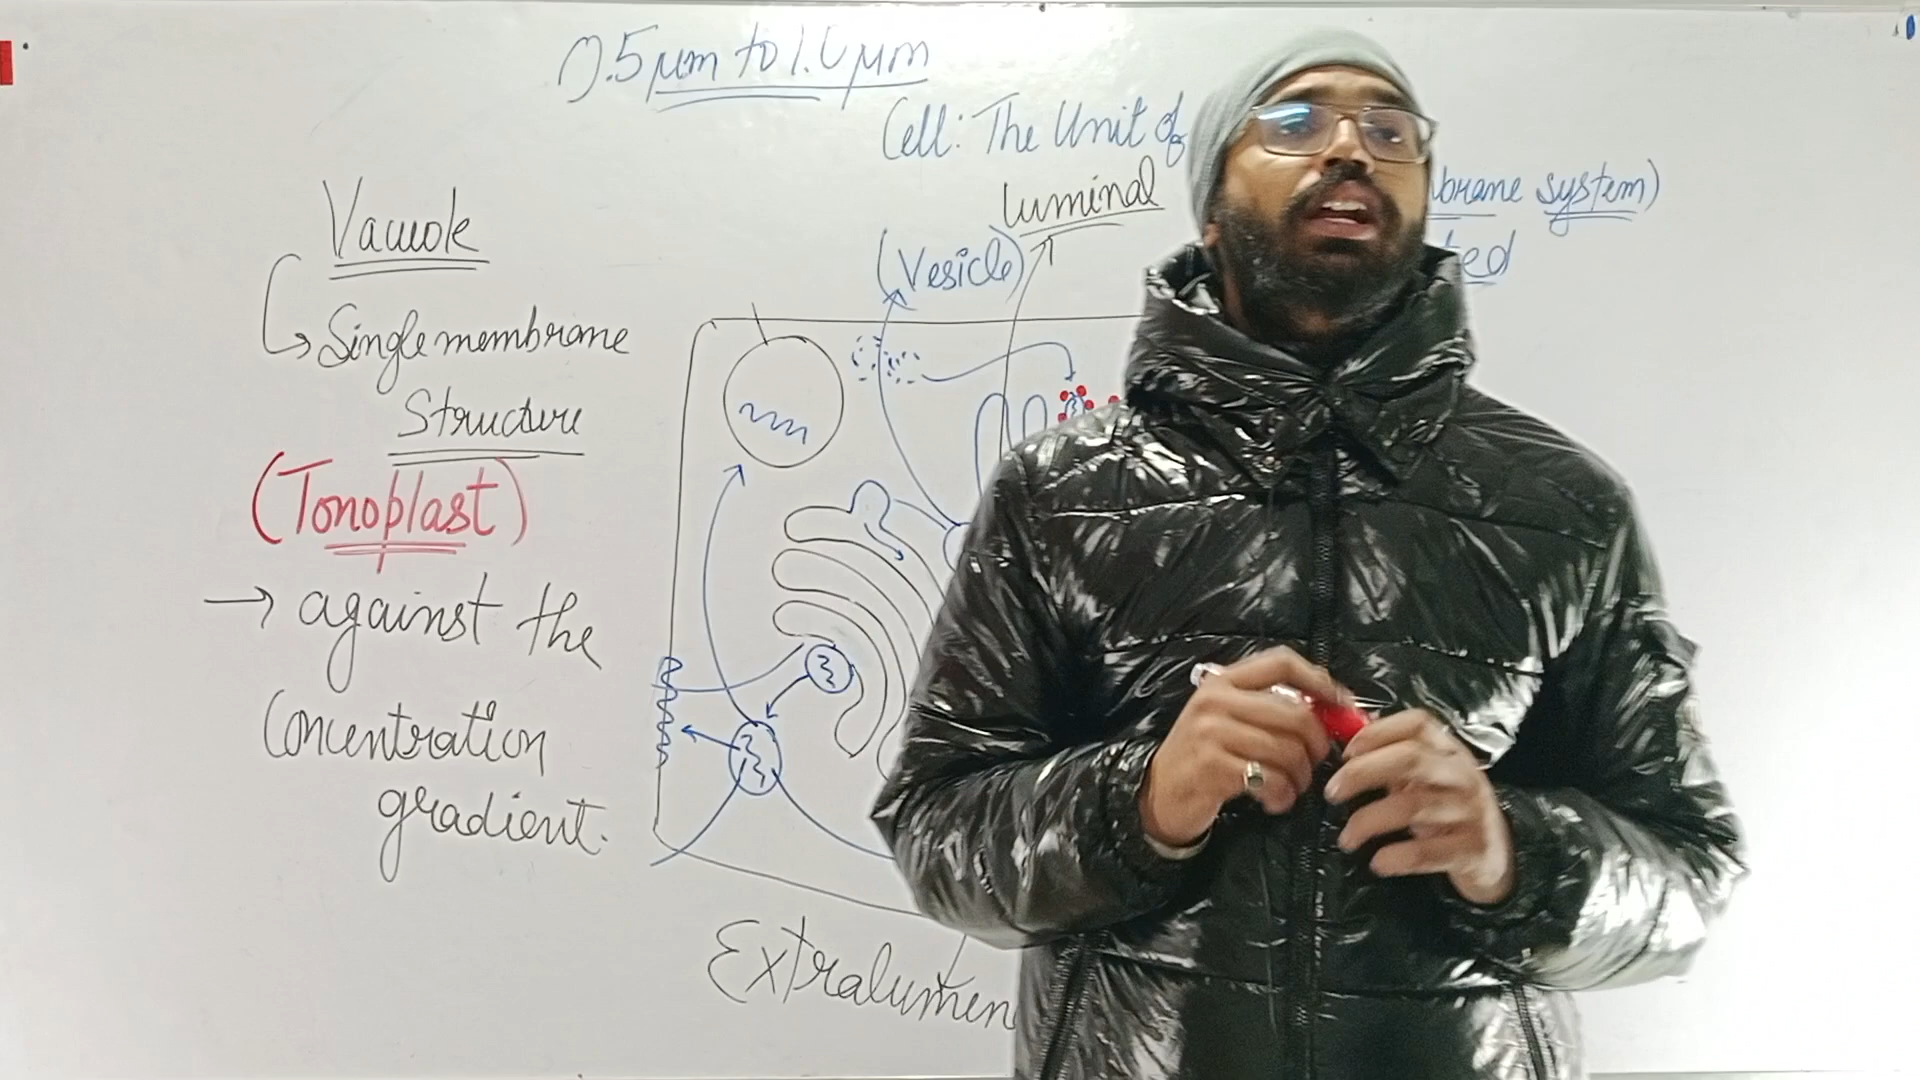 0.5 μm to 1.0 μm
Cell: The Unit of
brane system)
luminal
(Vesicle)
ted
Vacuole
Single membrane
Structure
(Tonoplast)
→ against the
Concentration
gradient.
Extralumen